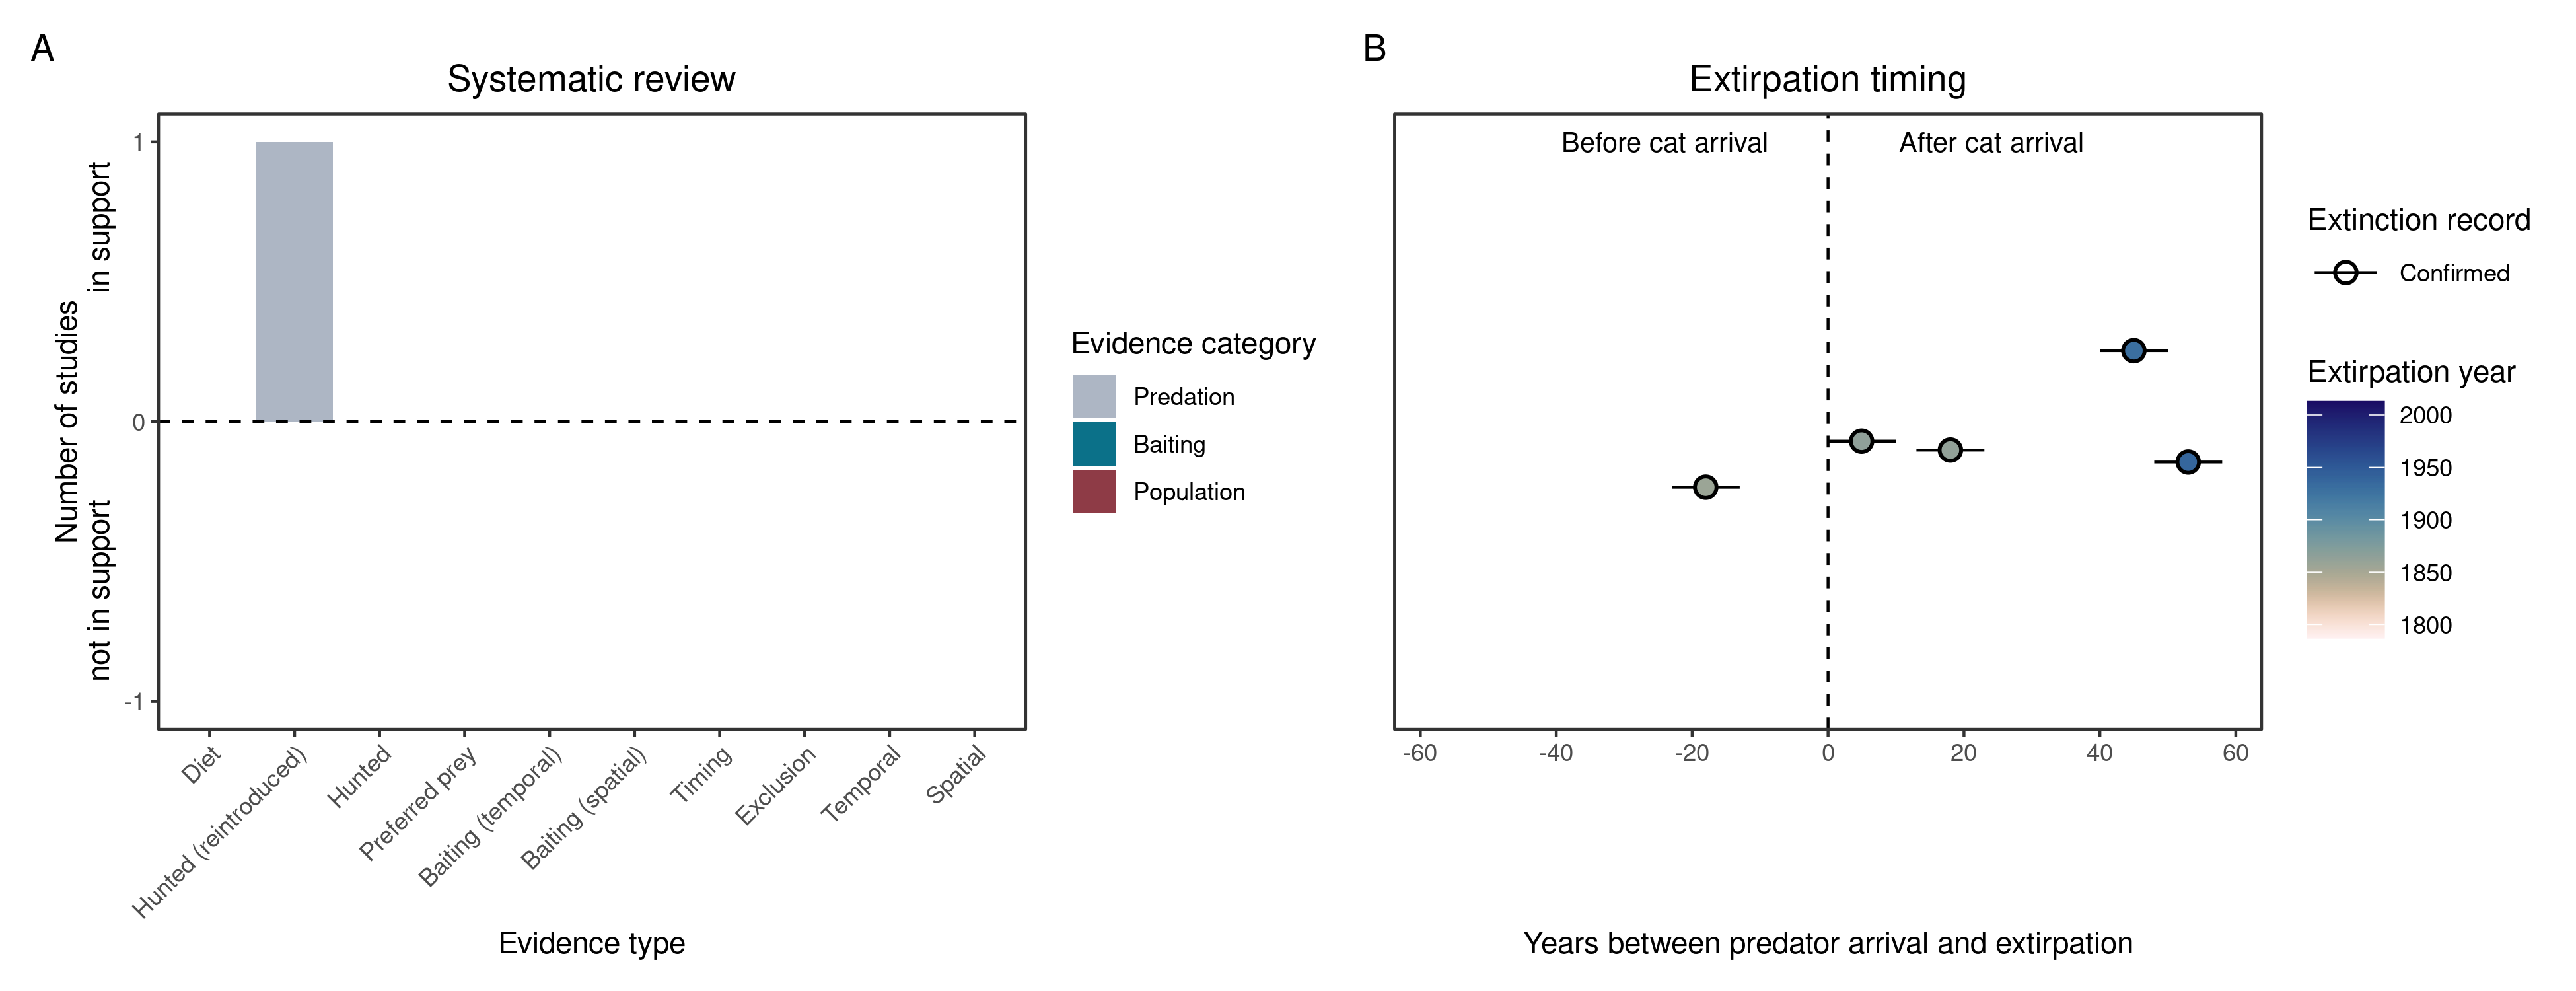 A
Systematic review
Number of studies
in support
not in support
1
0
-1
Diet
Hunted (reintroduced)
Hunted
Preferred prey
Baiting (temporal)
Baiting (spatial)
Timing
Exclusion
Temporal
Spatial
Evidence type
Evidence category
Predation
Baiting
Population
B
Extirpation timing
Before cat arrival
After cat arrival
-60
-40
-20
0
20
40
60
Years between predator arrival and extirpation
Extinction record
Confirmed
Extirpation year
2000
1950
1900
1850
1800